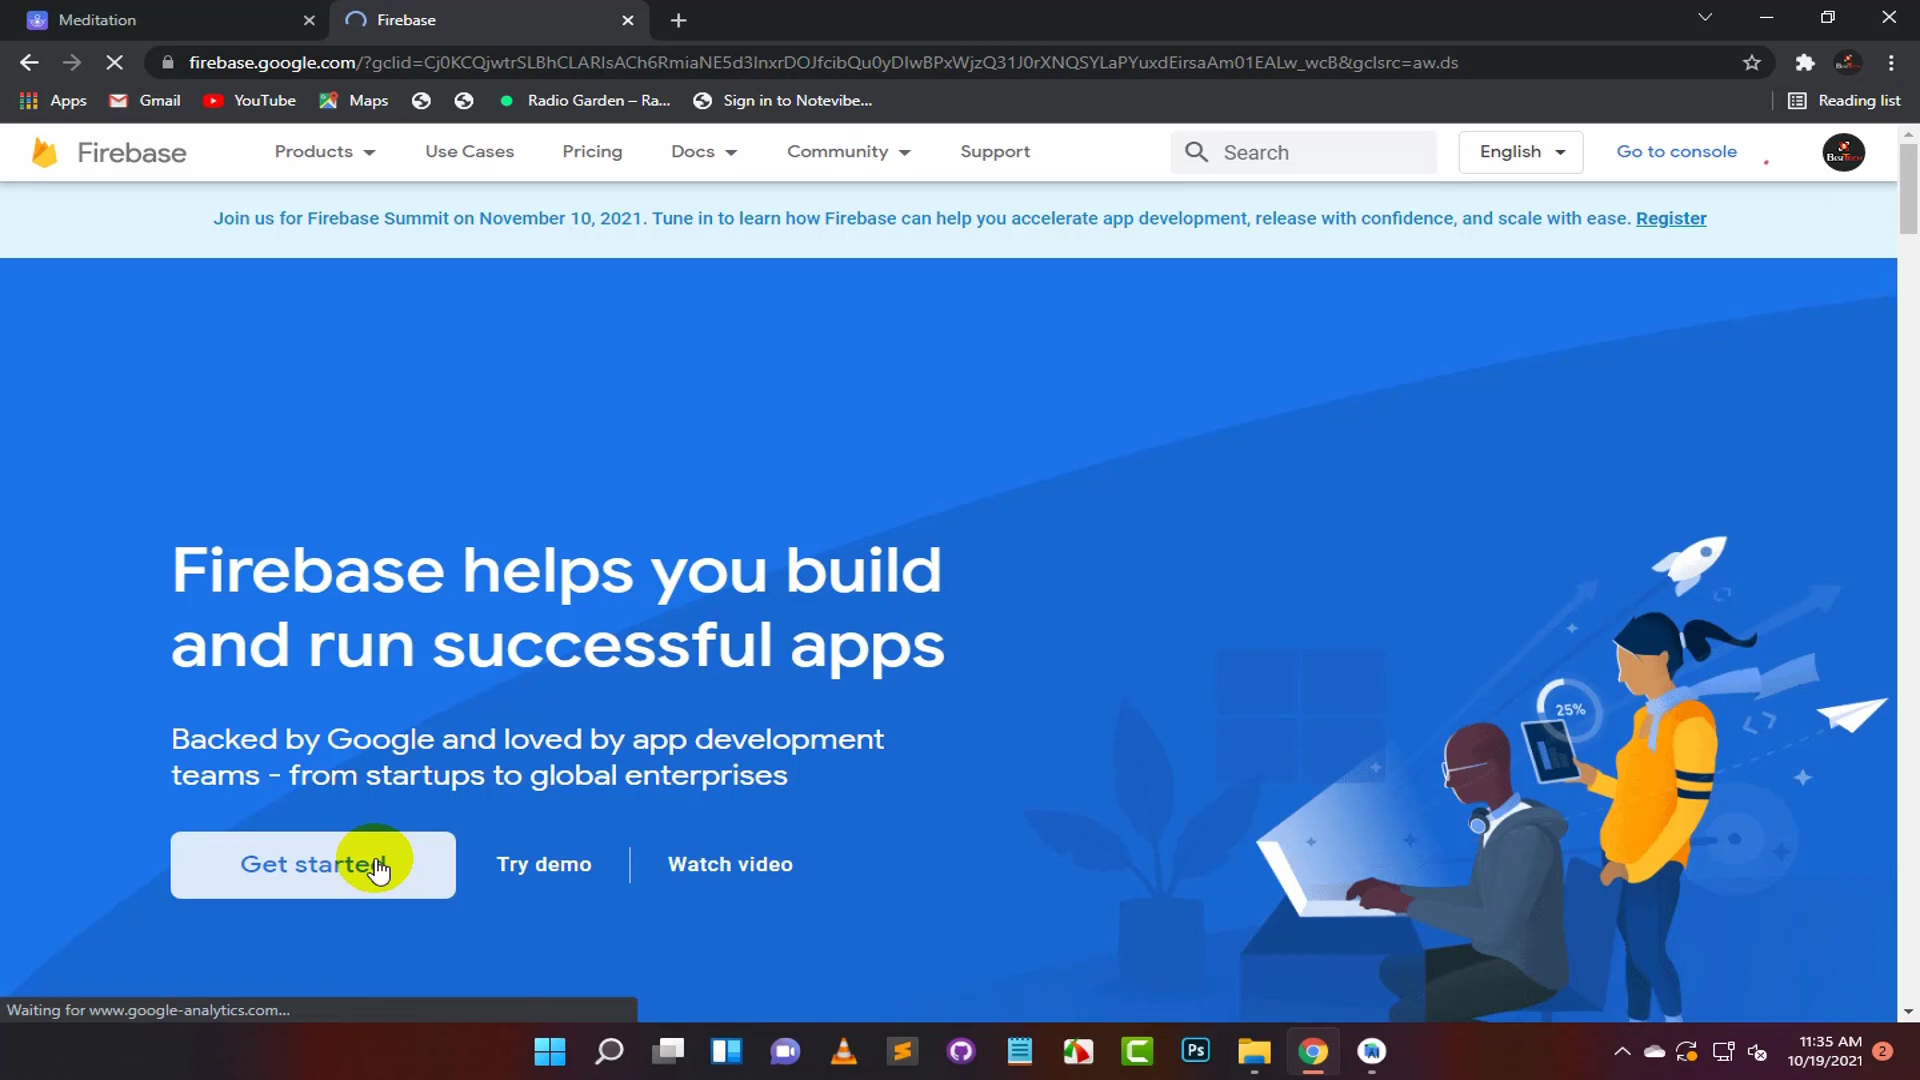 Meditation
Firebase
firebase.google.com/?gclid=Cj0KCQjwtrSLBhCLARIsACh6RmiaNE5d3lnxrDOJfcibQu0yDIwBPxWjzQ31J0rXNQSYLaPYuxdEirsaAm01EALw_wcB&gclsrc=aw.ds
Apps
Gmail
YouTube
Maps
Radio Garden – Ra...
Sign in to Notevibe...
Reading list
Firebase
Products
Use Cases
Pricing
Docs
Community
Support
Search
English
Go to console
Join us for Firebase Summit on November 10, 2021. Tune in to learn how Firebase can help you accelerate app development, release with confidence, and scale with ease. Register
Firebase helps you build
and run successful apps
Backed by Google and loved by app development
teams - from startups to global enterprises
25%
Get started
Try demo
Watch video
Waiting for www.google-analytics.com...
Ps
11:35 AM
10/19/2021
2